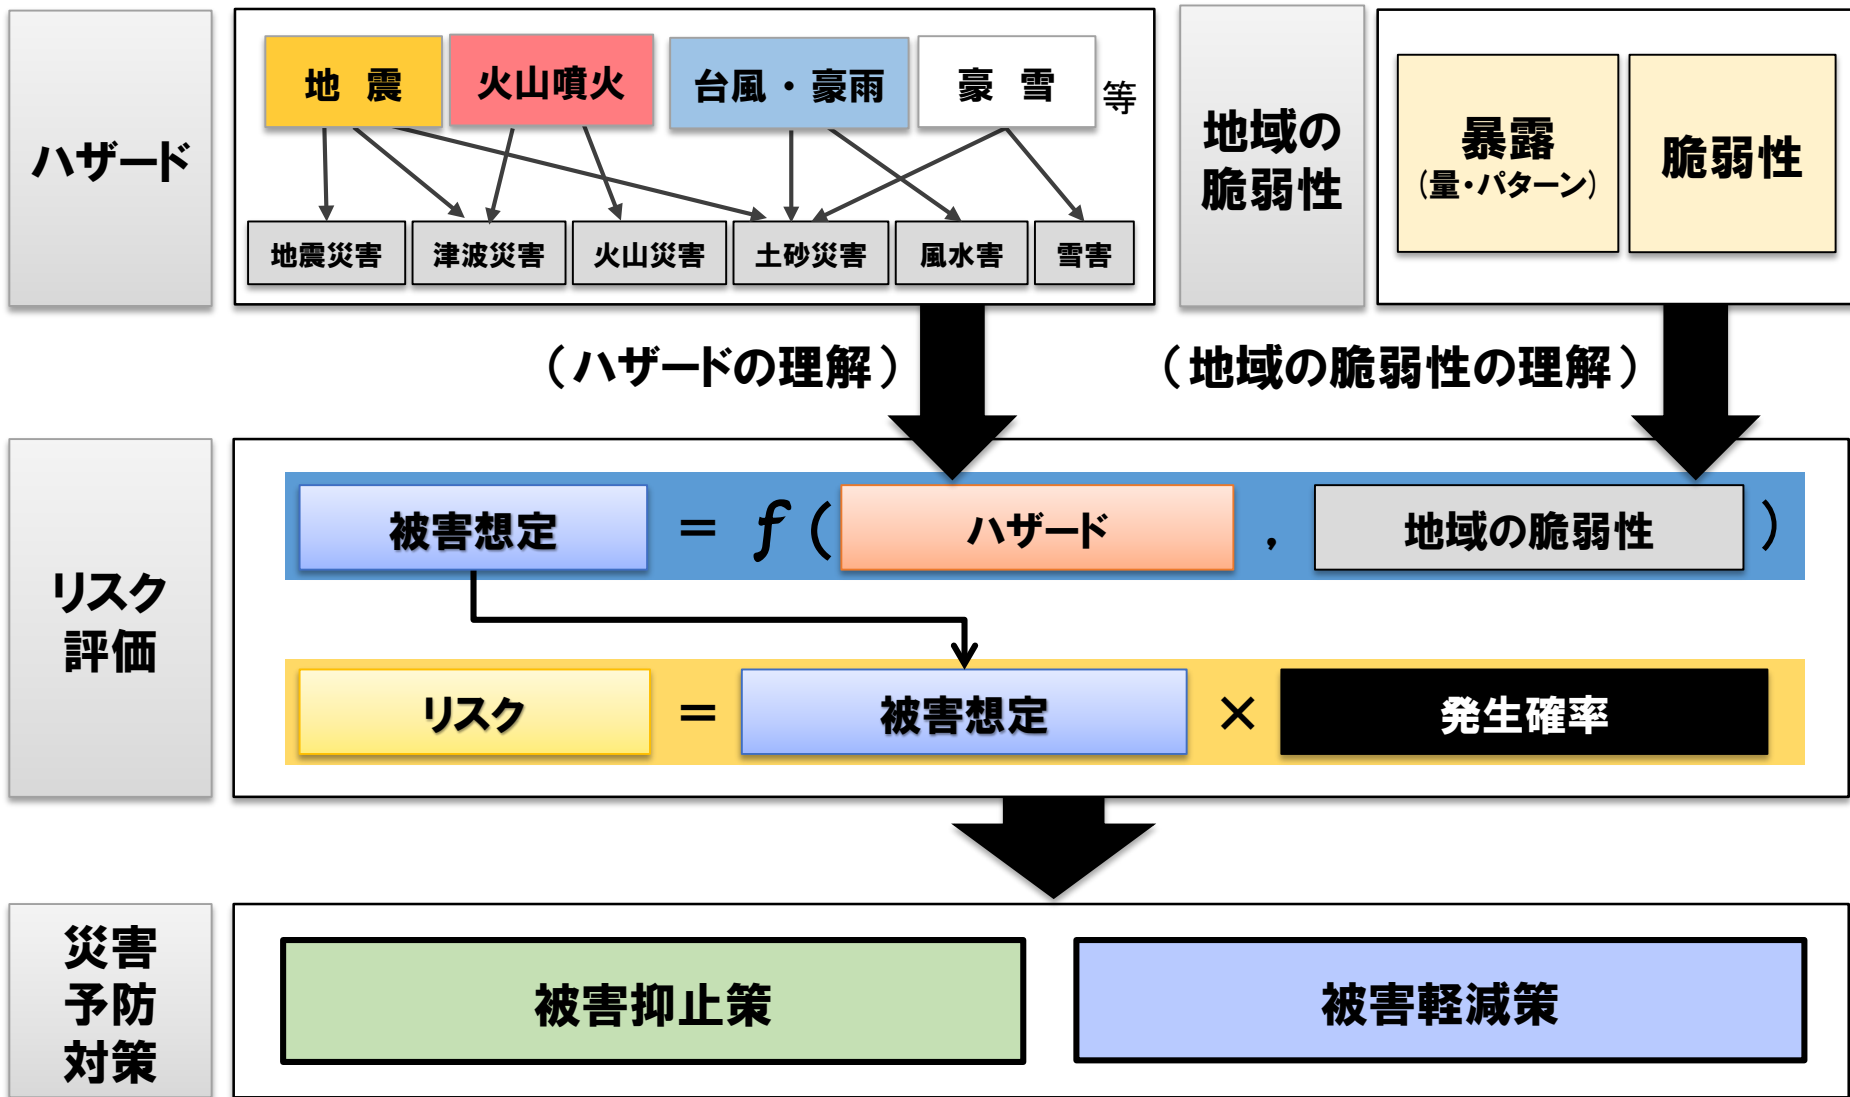 ハザード
地 震
火山噴火
台風・豪雨
豪 雪
等
地震災害
津波災害
火山災害
土砂災害
風水害
雪害
地域の
脆弱性
暴露
(量・パターン)
脆弱性
(ハザードの理解)
(地域の脆弱性の理解)
リスク
評価
被害想定 = f ( ハザード , 地域の脆弱性 )
リスク = 被害想定 × 発生確率
災害
予防
対策
被害抑止策
被害軽減策